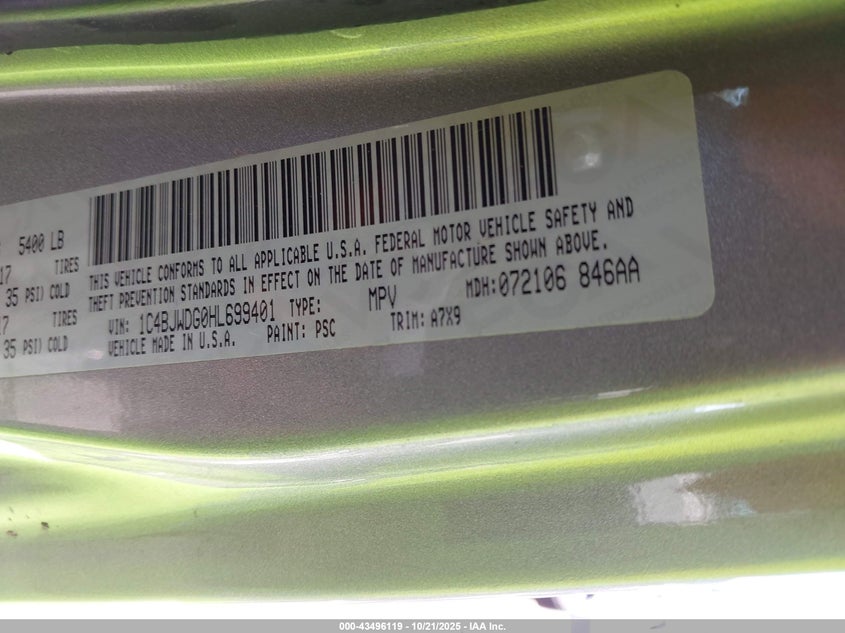 5400 LB
17 TIRES
35 PSI) COLD
17 TIRES
35 PSI) COLD
THIS VEHICLE CONFORMS TO ALL APPLICABLE U.S.A. FEDERAL MOTOR VEHICLE SAFETY AND
THEFT PREVENTION STANDARDS IN EFFECT ON THE DATE OF MANUFACTURE SHOWN ABOVE.
VIN: 1C4BJWDG0HL699401 TYPE: MPV MDH:072106 846AA
VEHICLE MADE IN U.S.A. PAINT: PSC TRIM: A7X9
000-43496119 - 10/21/2025 - IAA Inc.